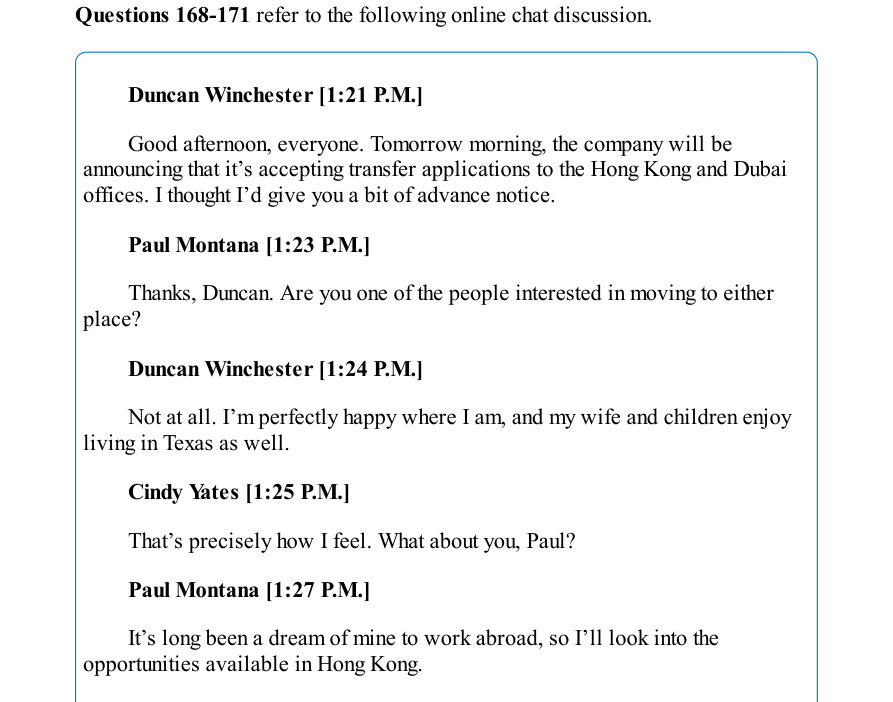 Questions 168-171 refer to the following online chat discussion.
Duncan Winchester [1:21 P.M.]
Good afternoon, everyone. Tomorrow morning, the company will be
announcing that it’s accepting transfer applications to the Hong Kong and Dubai
offices. I thought I’d give you a bit of advance notice.
Paul Montana [1:23 P.M.]
Thanks, Duncan. Are you one of the people interested in moving to either
place?
Duncan Winchester [1:24 P.M.]
Not at all. I’m perfectly happy where I am, and my wife and children enjoy
living in Texas as well.
Cindy Yates [1:25 P.M.]
That’s precisely how I feel. What about you, Paul?
Paul Montana [1:27 P.M.]
It’s long been a dream of mine to work abroad, so I’ll look into the
opportunities available in Hong Kong.